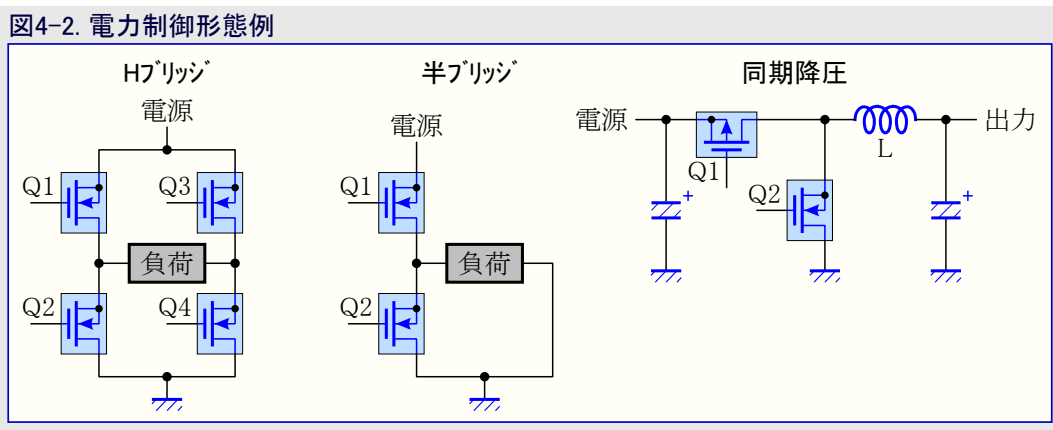 図4-2. 電力制御形態例
Hﾌﾞﾘｯｼﾞ
電源
Q1
Q3
負荷
Q2
Q4
半ﾌﾞﾘｯｼﾞ
電源
Q1
負荷
Q2
同期降圧
電源
Q1
L
出力
Q2
+
+